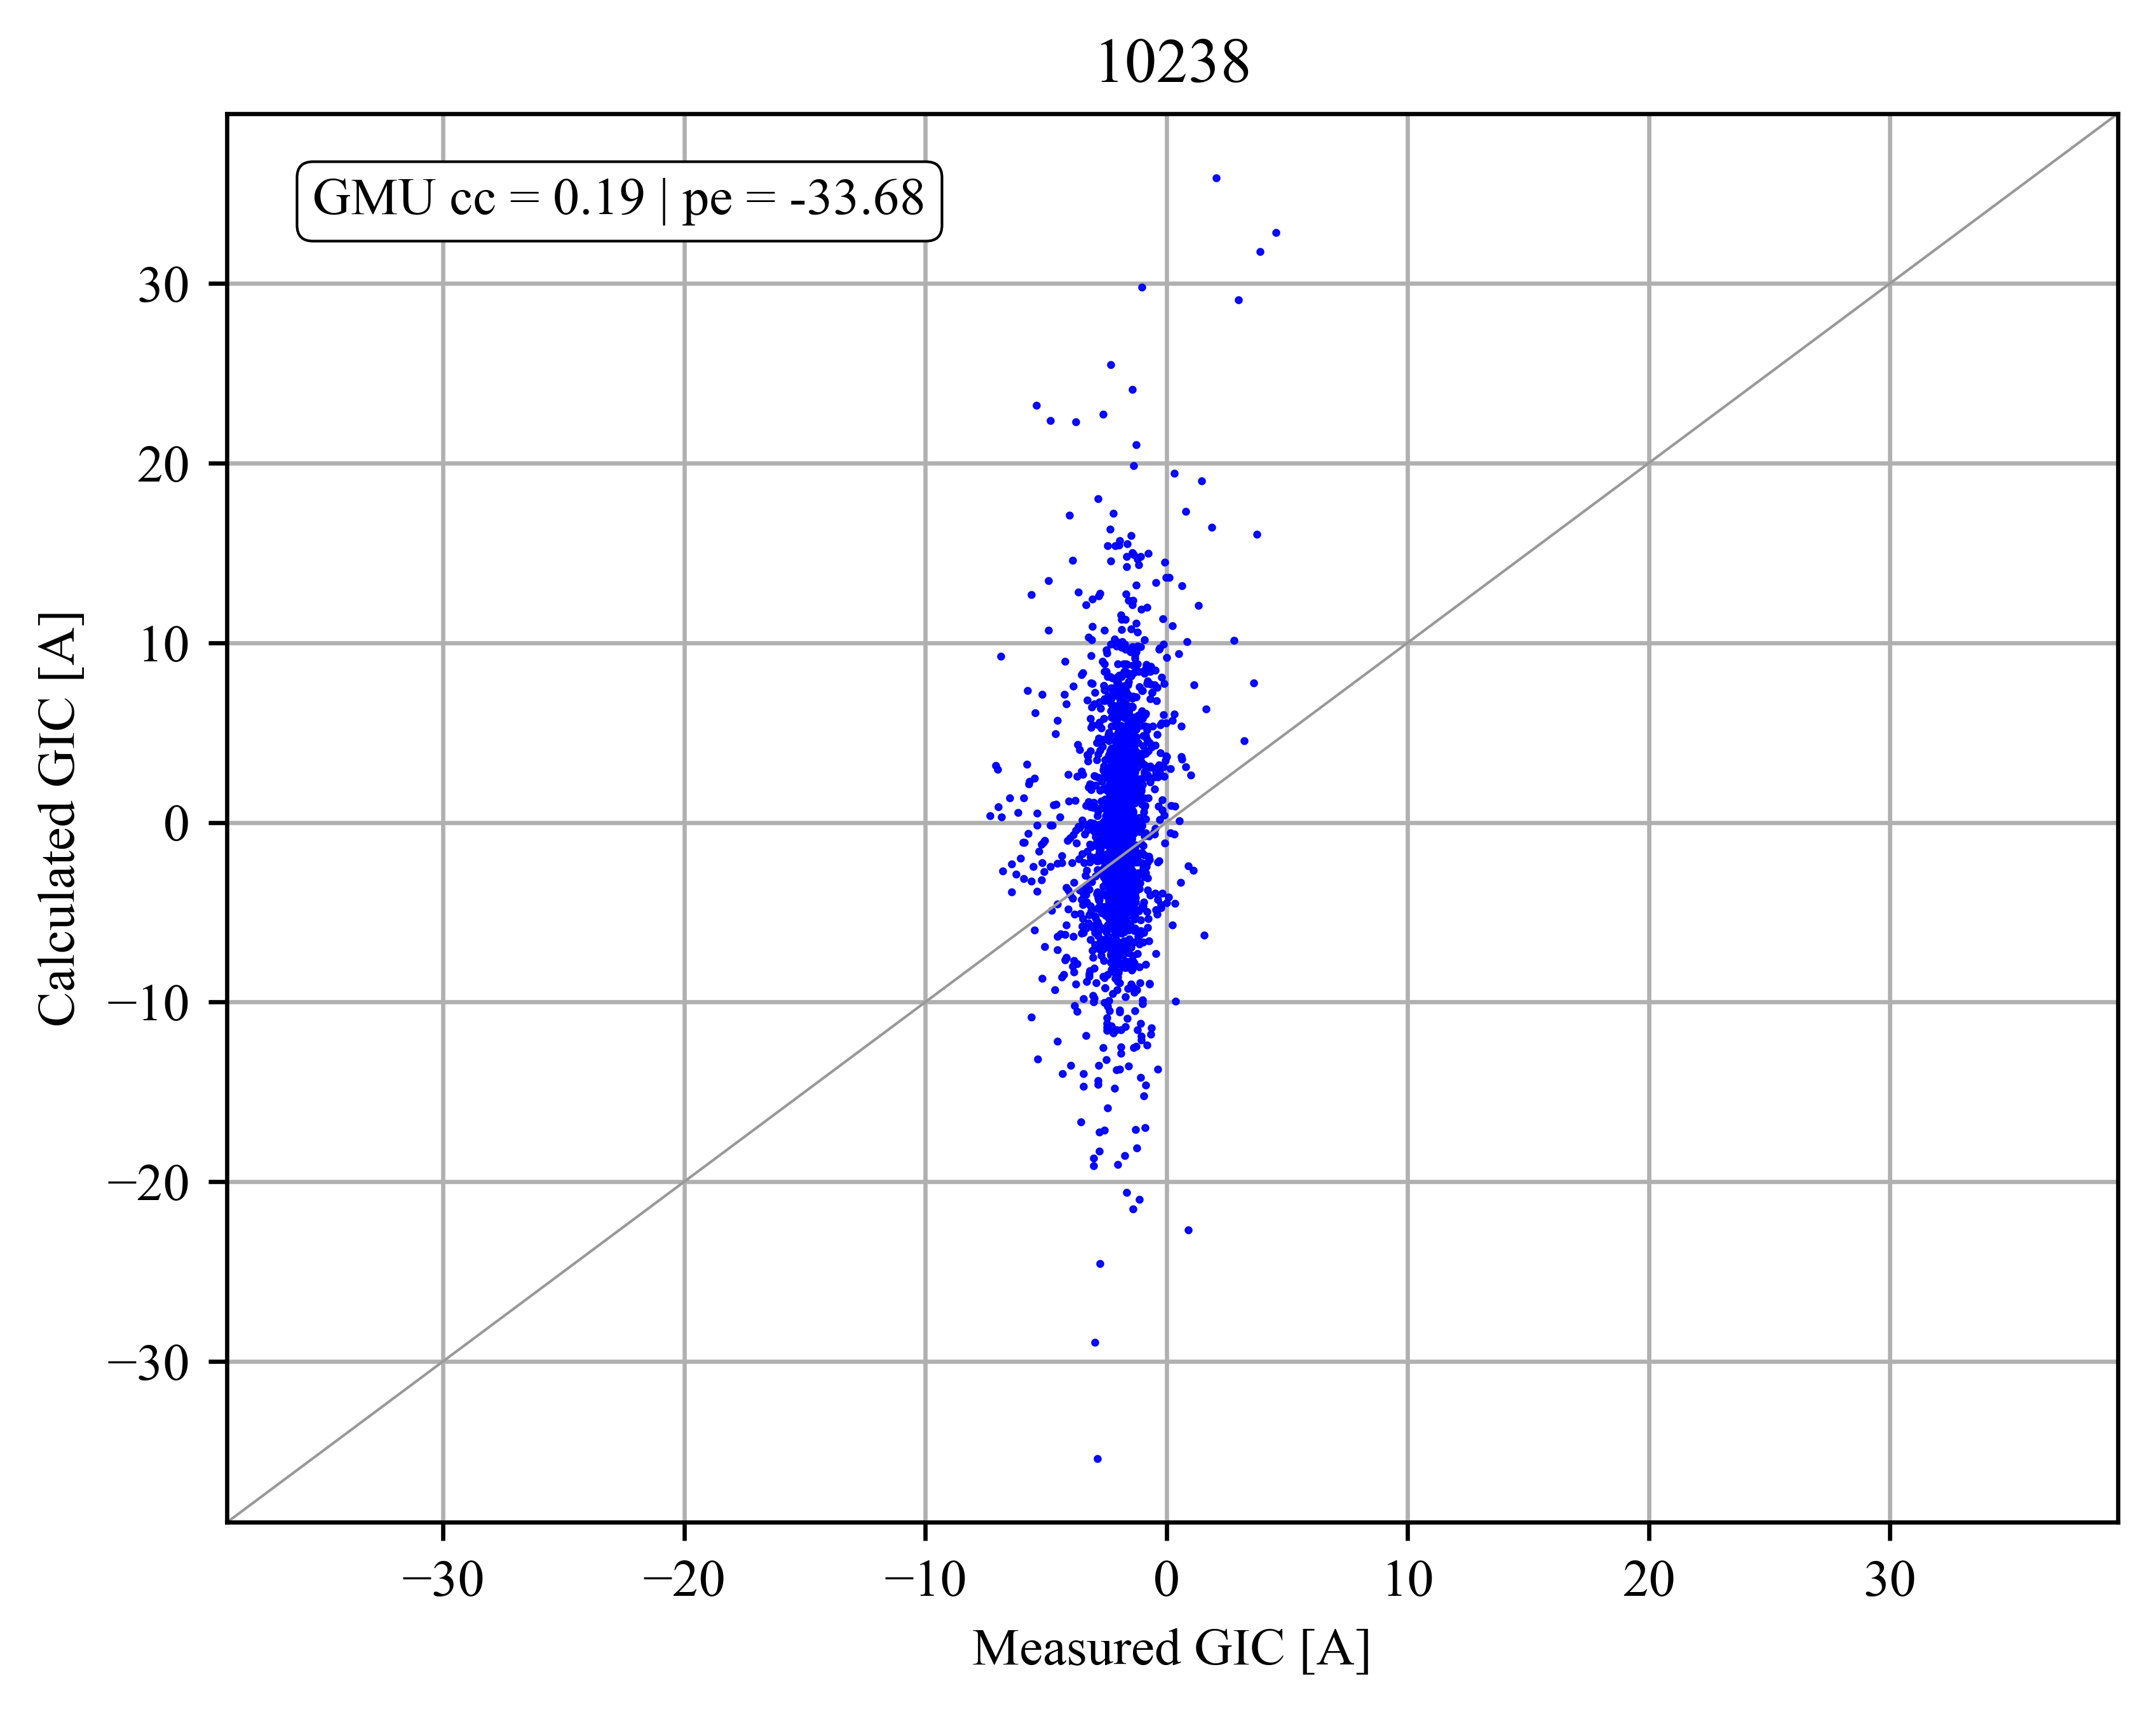 10238
GMU cc = 0.19 | pe = -33.68
Calculated GIC [A]
30
20
10
0
−10
−20
−30
−30 −20 −10 0 10 20 30
Measured GIC [A]